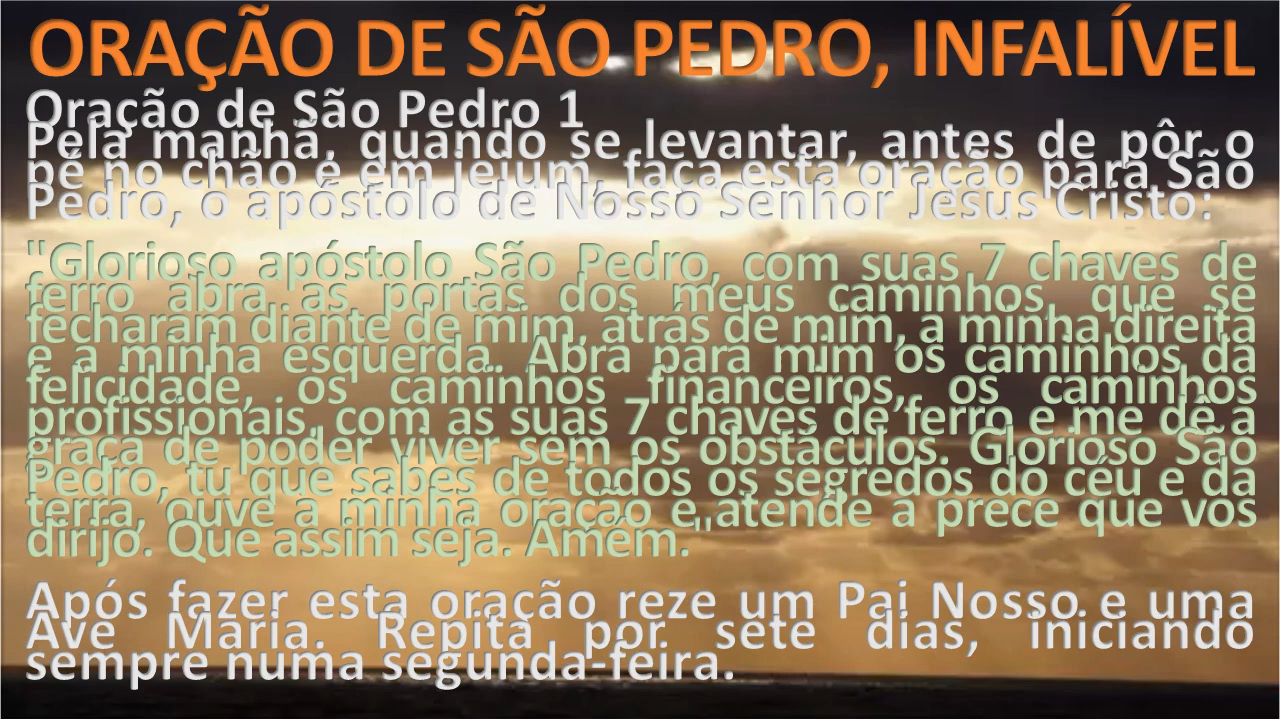 ORAÇÃO DE SÃO PEDRO, INFALÍVEL
Oração de São Pedro 1
Pela manhã, quando se levantar, antes de pôr o
pé no chão e em jejum, faça esta oração para São
Pedro, o apóstolo de Nosso Senhor Jesus Cristo:
"Glorioso apóstolo São Pedro, com suas 7 chaves de
ferro abra as portas dos meus caminhos, que se
fecharam diante de mim, atrás de mim, a minha direita
e a minha esquerda. Abra para mim os caminhos da
felicidade, os caminhos financeiros, os caminhos
profissionais, com as suas 7 chaves de ferro e me dê a
graça de poder viver sem os obstáculos. Glorioso São
Pedro, tu que sabes de todos os segredos do céu e da
terra, ouve a minha oração e atende a prece que vos
dirijo. Que assim seja. Amém."
Após fazer esta oração reze um Pai Nosso e uma
Ave Maria. Repita por sete dias, iniciando
sempre numa segunda-feira.